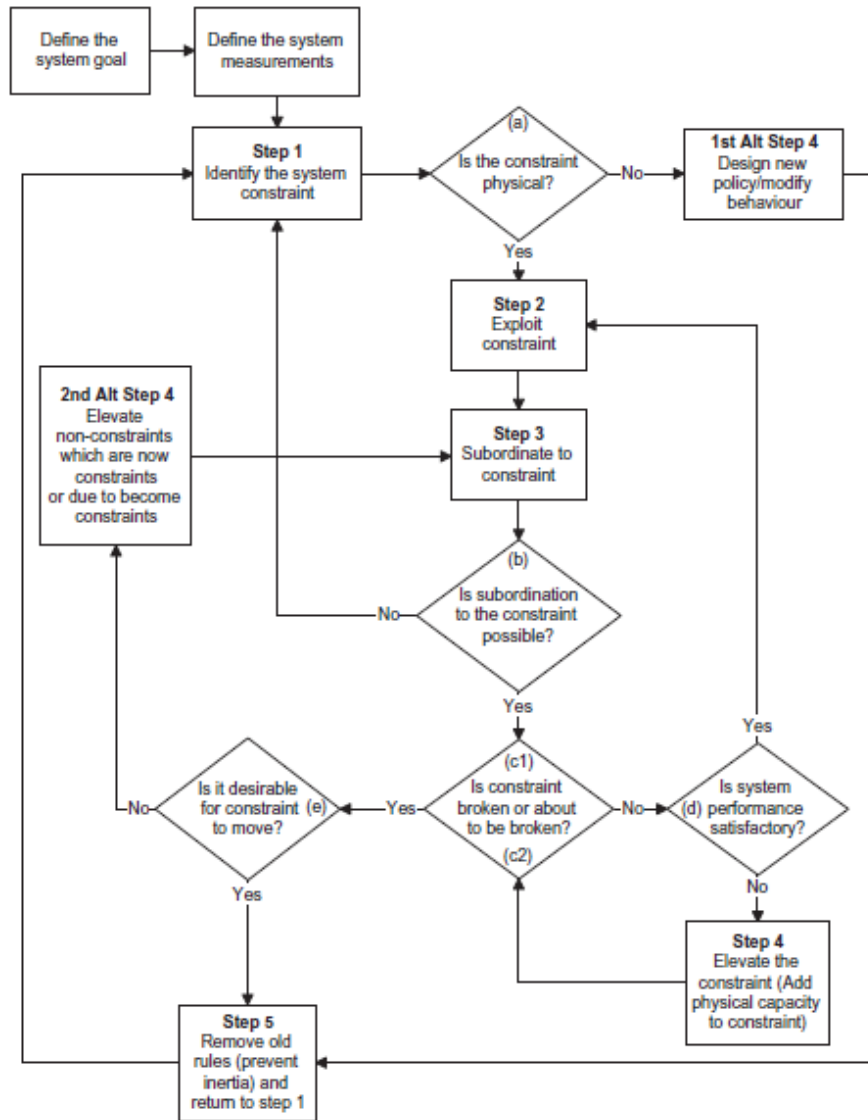 Define the
system goal
Define the system
measurements
Step 1
Identify the system
constraint
(a)
Is the constraint
physical?
No
1st Alt Step 4
Design new
policy/modify
behaviour
Yes
Step 2
Exploit
constraint
2nd Alt Step 4
Elevate
non-constraints
which are now
constraints
or due to become
constraints
Step 3
Subordinate to
constraint
(b)
Is subordination
to the constraint
possible?
No
Yes
Yes
(c1)
Is constraint
broken or about
to be broken?
(c2)
Is it desirable
for constraint (e)
to move?
No
Yes
No
Is system
(d) performance
satisfactory?
Yes
No
Step 4
Elevate the
constraint (Add
physical capacity
to constraint)
Step 5
Remove old
rules (prevent
inertia) and
return to step 1